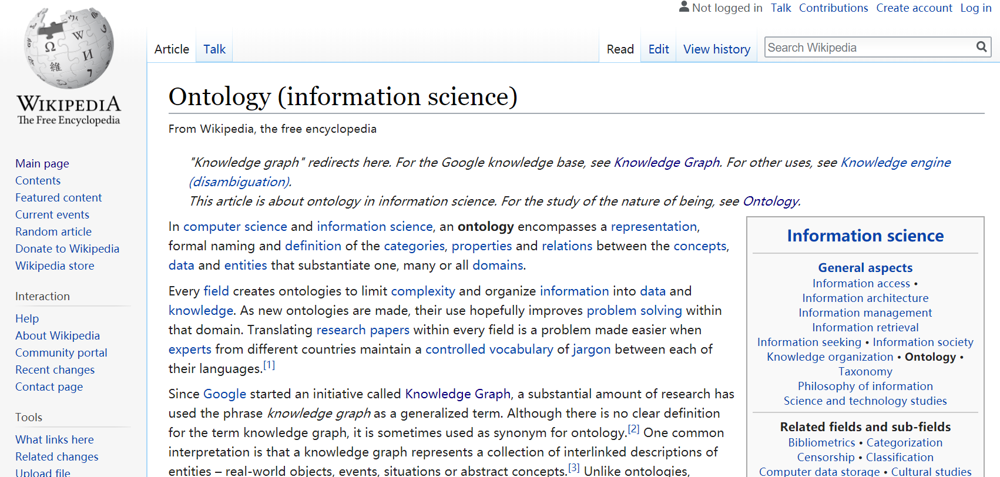 Not logged in Talk Contributions Create account Log in
Article Talk Read Edit View history Search Wikipedia
Ω W И 維 7
WIKIPEDIA
The Free Encyclopedia
Main page
Contents
Featured content
Current events
Random article
Donate to Wikipedia
Wikipedia store
Interaction
Help
About Wikipedia
Community portal
Recent changes
Contact page
Tools
What links here
Related changes
Upload file
Ontology (information science)
From Wikipedia, the free encyclopedia
"Knowledge graph" redirects here. For the Google knowledge base, see Knowledge Graph. For other uses, see Knowledge engine
(disambiguation).
This article is about ontology in information science. For the study of the nature of being, see Ontology.
In computer science and information science, an ontology encompasses a representation,
formal naming and definition of the categories, properties and relations between the concepts,
data and entities that substantiate one, many or all domains.
Every field creates ontologies to limit complexity and organize information into data and
knowledge. As new ontologies are made, their use hopefully improves problem solving within
that domain. Translating research papers within every field is a problem made easier when
experts from different countries maintain a controlled vocabulary of jargon between each of
their languages.[1]
Since Google started an initiative called Knowledge Graph, a substantial amount of research has
used the phrase knowledge graph as a generalized term. Although there is no clear definition
for the term knowledge graph, it is sometimes used as synonym for ontology.[2] One common
interpretation is that a knowledge graph represents a collection of interlinked descriptions of
entities – real-world objects, events, situations or abstract concepts.[3] Unlike ontologies,
Information science
General aspects
Information access •
Information architecture
Information management
Information retrieval
Information seeking • Information society
Knowledge organization • Ontology •
Taxonomy
Philosophy of information
Science and technology studies
Related fields and sub-fields
Bibliometrics • Categorization
Censorship • Classification
Computer data storage • Cultural studies